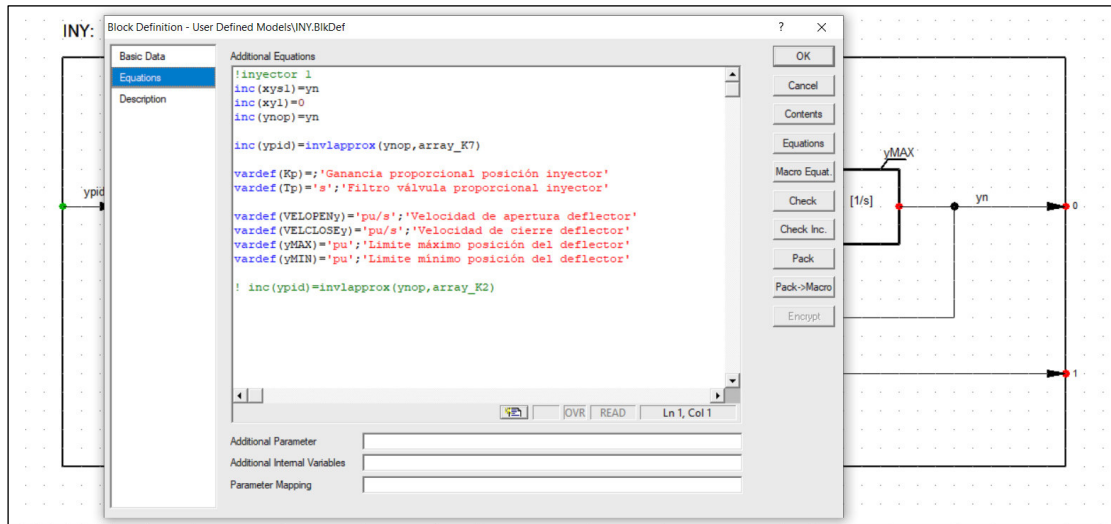 INY:
Block Definition - User Defined Models\INY.BlkDef
?
Basic Data
Equations
Description
Additional Equations
!inyector 1
inc(xys1)=yn
inc(xy1)=0
inc(ynop)=yn
inc(ypid)=invlapprox(ynop,array_K7)
vardef(Kp)=;'Ganancia proporcional posición inyector'
vardef(Tp)='s';'Filtro válvula proporcional inyector'
vardef(VELOPENy)='pu/s';'Velocidad de apertura deflector'
vardef(VELCLOSEy)='pu/s';'Velocidad de cierre deflector'
vardef(yMAX)='pu';'Limite máximo posición del deflector'
vardef(yMIN)='pu';'Limite mínimo posición del deflector'
! inc(ypid)=invlapprox(ynop,array_K2)
OVR READ Ln 1, Col 1
Additional Parameter
Additional Internal Variables
Parameter Mapping
OK
Cancel
Contents
Equations
Macro Equat.
Check
Check Inc.
Pack
Pack->Macro
Encrypt
ypid
yMAX
[1/s]
yn
0
1